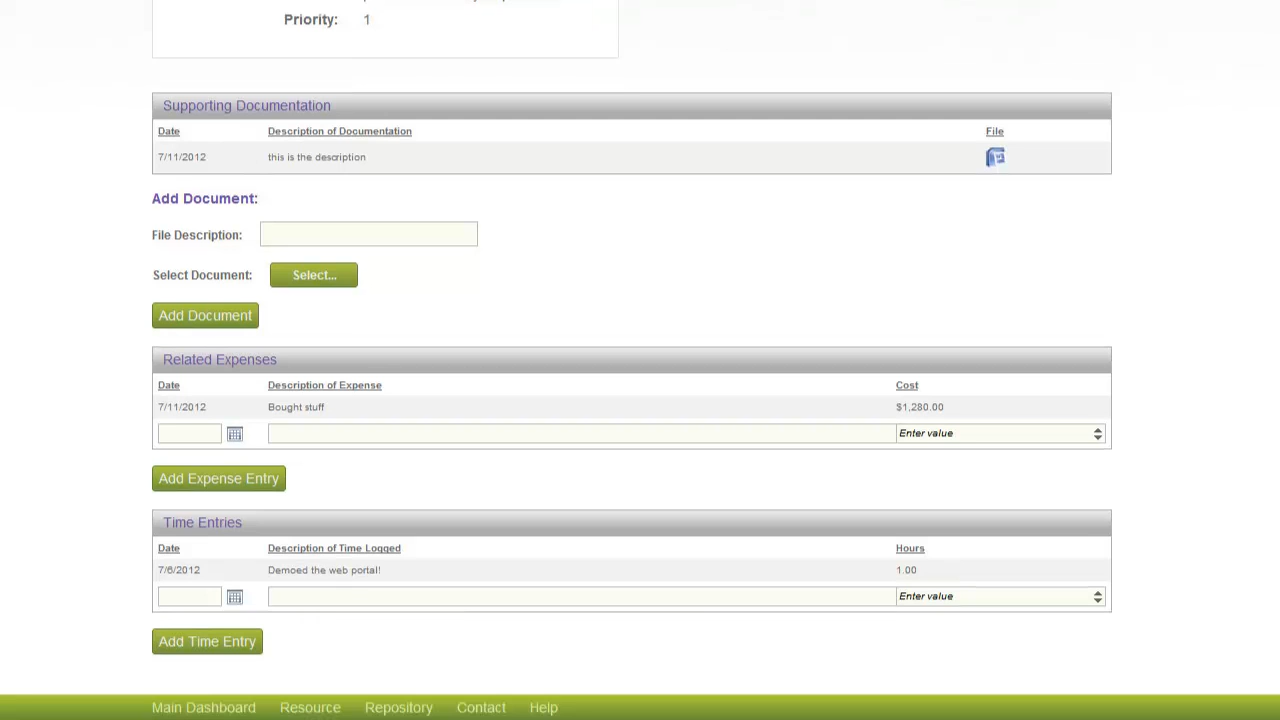 Priority: 1
Supporting Documentation
Date Description of Documentation File
7/11/2012 this is the description
Add Document:
File Description:
Select Document: Select...
Add Document
Related Expenses
Date Description of Expense Cost
7/11/2012 Bought stuff $1,280.00
Enter value
Add Expense Entry
Time Entries
Date Description of Time Logged Hours
7/6/2012 Demoed the web portal! 1.00
Enter value
Add Time Entry
Main Dashboard Resource Repository Contact Help